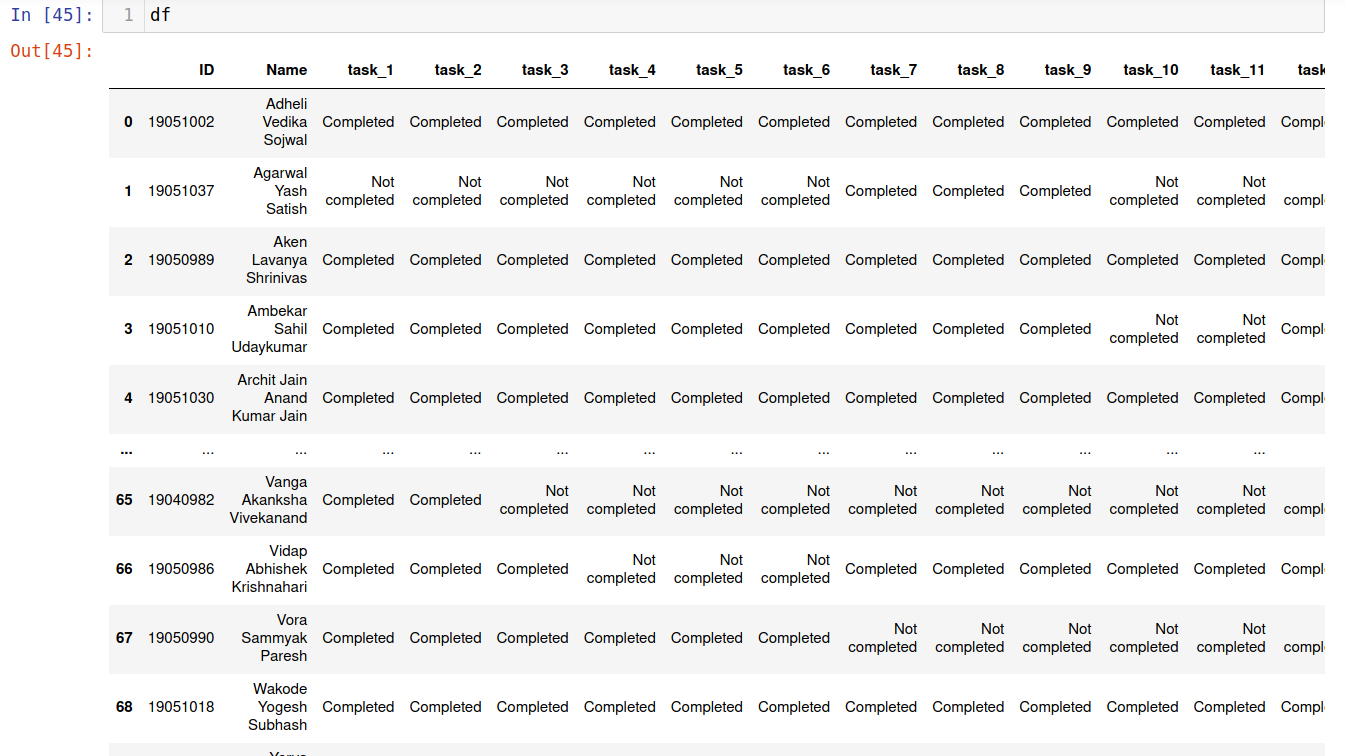 In [45]: 1 df
Out[45]:
ID Name task_1 task_2 task_3 task_4 task_5 task_6 task_7 task_8 task_9 task_10 task_11 task
0 19051002 Adheli Vedika Sojwal Completed Completed Completed Completed Completed Completed Completed Completed Completed Completed Completed Compl
1 19051037 Agarwal Yash Satish Not completed Not completed Not completed Not completed Not completed Not completed Completed Completed Completed Not completed Not completed compl
2 19050989 Aken Lavanya Shrinivas Completed Completed Completed Completed Completed Completed Completed Completed Completed Completed Completed Compl
3 19051010 Ambekar Sahil Udaykumar Completed Completed Completed Completed Completed Completed Completed Completed Completed Not completed Not completed Compl
4 19051030 Archit Jain Anand Kumar Jain Completed Completed Completed Completed Completed Completed Completed Completed Completed Completed Completed Compl
... ... ... ... ... ... ... ... ... ... ... ... ... ...
65 19040982 Vanga Akanksha Vivekanand Completed Completed Not completed Not completed Not completed Not completed Not completed Not completed Not completed Not completed Not completed compl
66 19050986 Vidap Abhishek Krishnahari Completed Completed Completed Not completed Not completed Not completed Completed Completed Completed Completed Completed Compl
67 19050990 Vora Sammyak Paresh Completed Completed Completed Completed Completed Completed Not completed Not completed Not completed Not completed Not completed compl
68 19051018 Wakode Yogesh Subhash Completed Completed Completed Completed Completed Completed Completed Completed Completed Completed Completed Compl